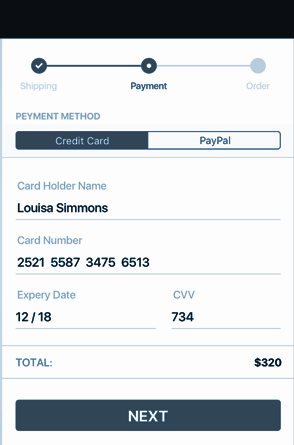 Shipping Payment Order
PEYMENT METHOD
Credit Card PayPal
Card Holder Name
Louisa Simmons
Card Number
2521 5587 3475 6513
Expery Date CVV
12 / 18 734
TOTAL: $320
NEXT